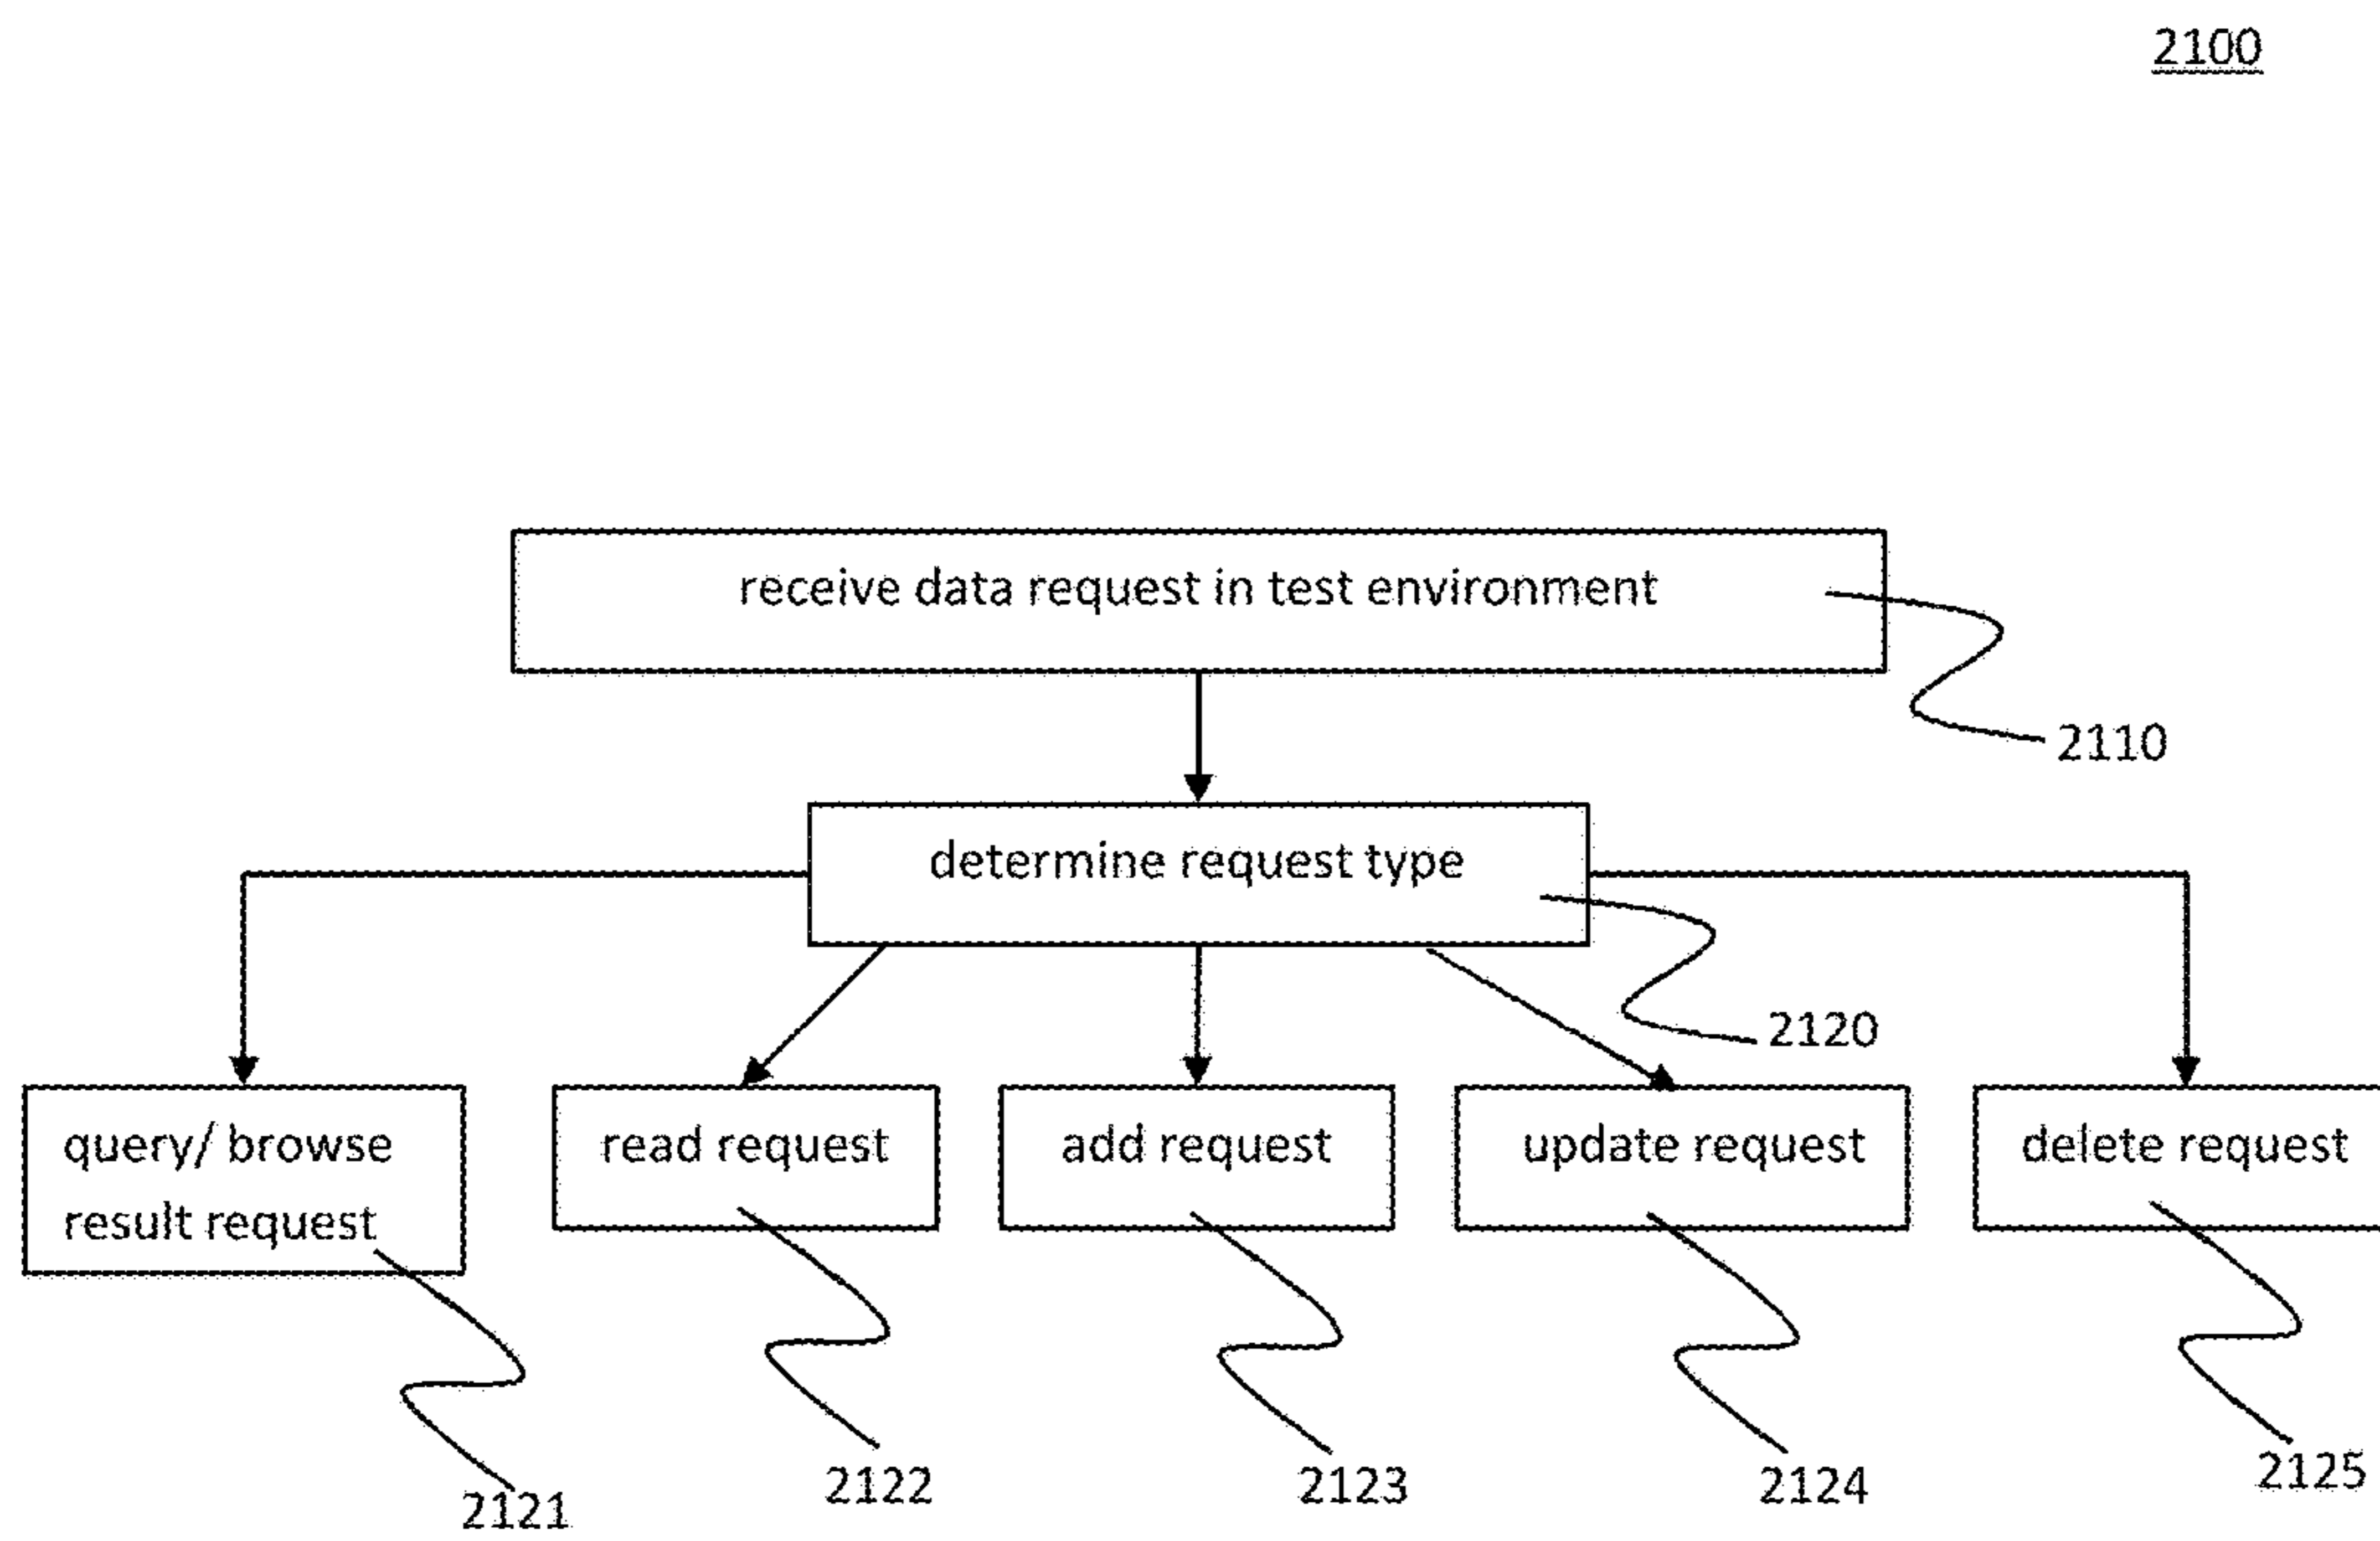 2100
receive data request in test environment
2110
determine request type
2120
query/ browse
result request
read request
add request
update request
delete request
2121
2122
2123
2124
2125